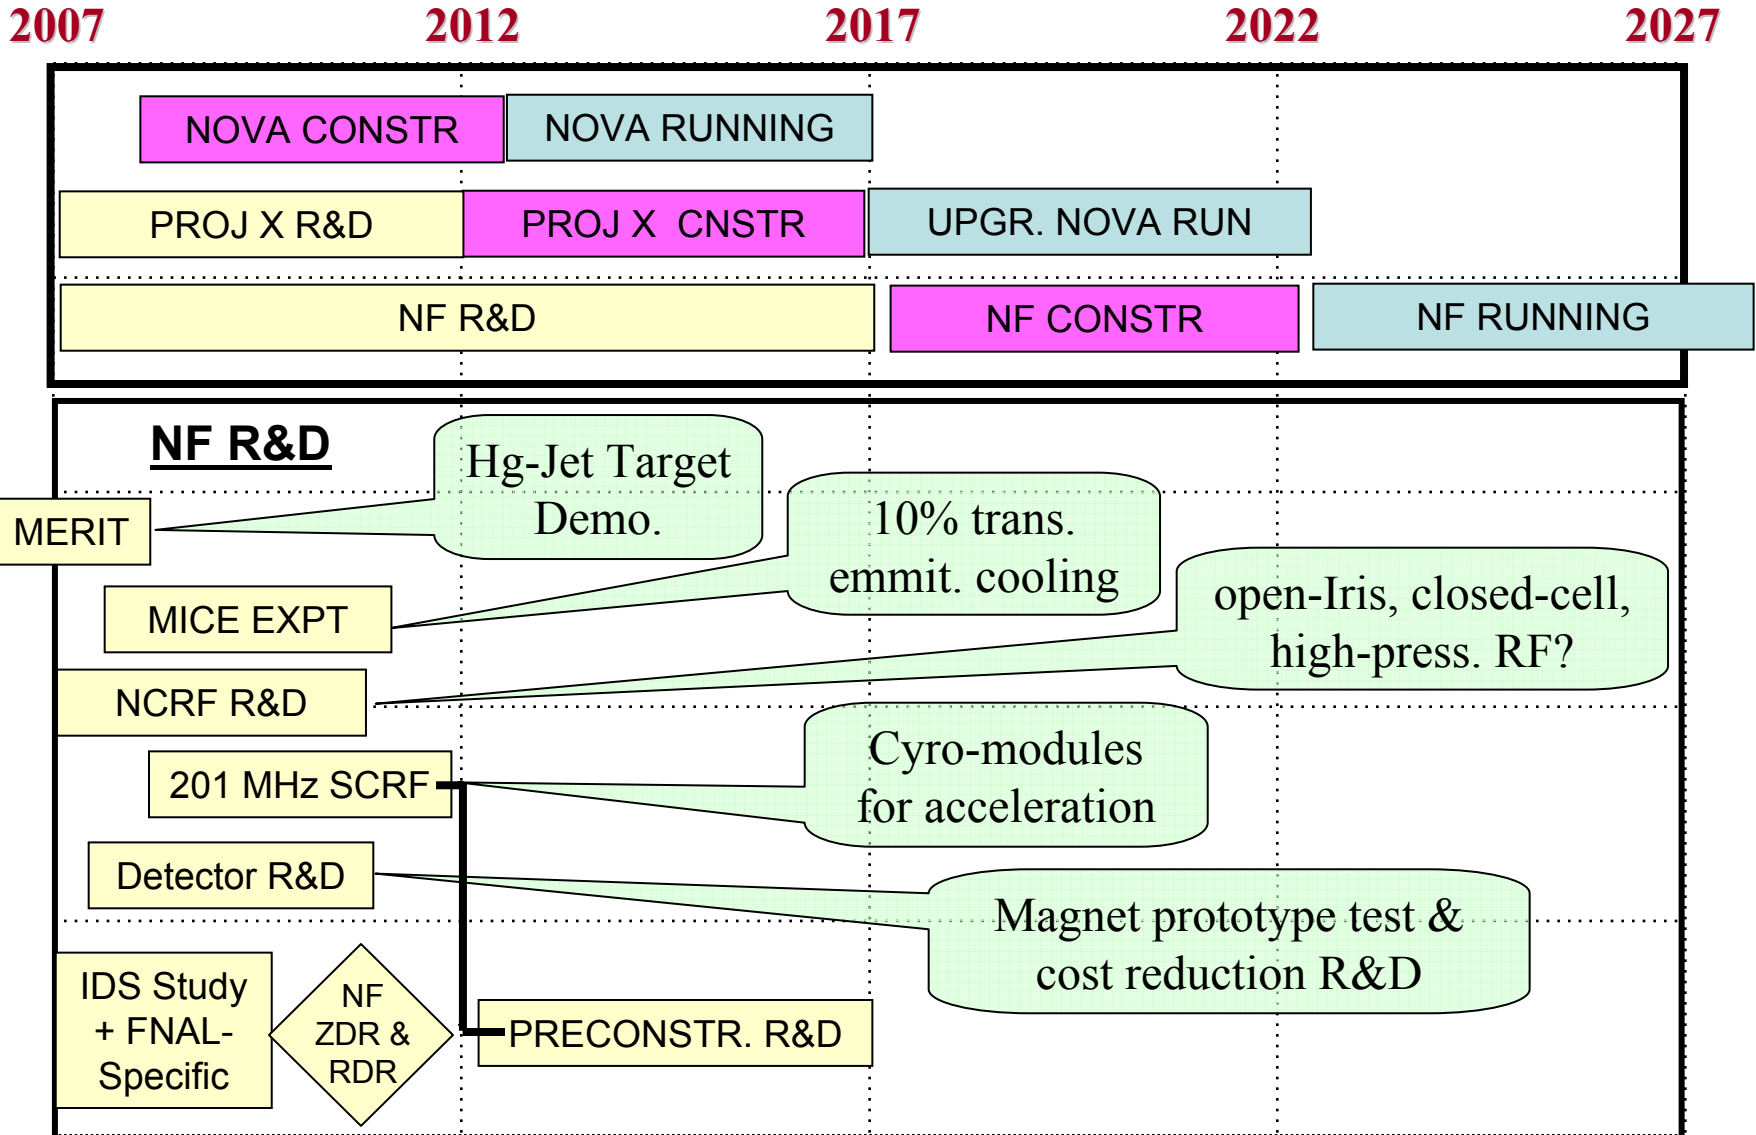 2007 2012 2017 2022 2027
NOVA CONSTR
NOVA RUNNING
PROJ X R&D
PROJ X CNSTR
UPGR. NOVA RUN
NF R&D
NF CONSTR
NF RUNNING
NF R&D
Hg-Jet Target
Demo.
MERIT
10% trans.
emmit. cooling
MICE EXPT
open-Iris, closed-cell,
high-press. RF?
NCRF R&D
Cyro-modules
for acceleration
201 MHz SCRF
Detector R&D
Magnet prototype test &
cost reduction R&D
IDS Study
+ FNAL-
Specific
NF
ZDR &
RDR
PRECONSTR. R&D